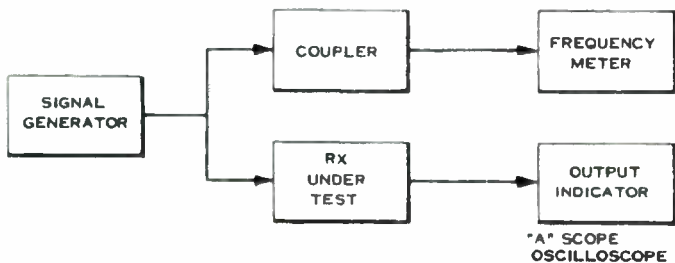 COUPLER
FREQUENCY
METER
SIGNAL
GENERATOR
RX
UNDER
TEST
OUTPUT
INDICATOR
"A" SCOPE
OSCILLOSCOPE